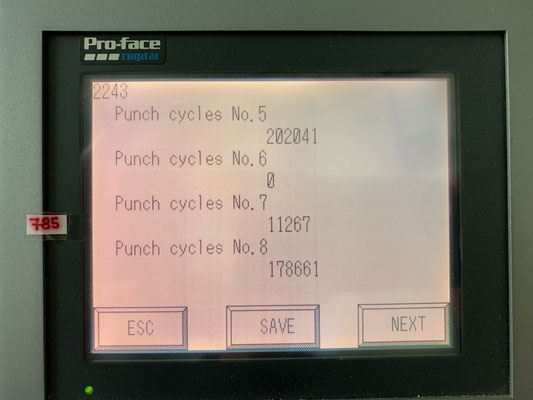 Pro-face
Digital
2243
Punch cycles No.5
202041
Punch cycles No.6
0
Punch cycles No.7
11267
Punch cycles No.8
178661
785
ESC
SAVE
NEXT